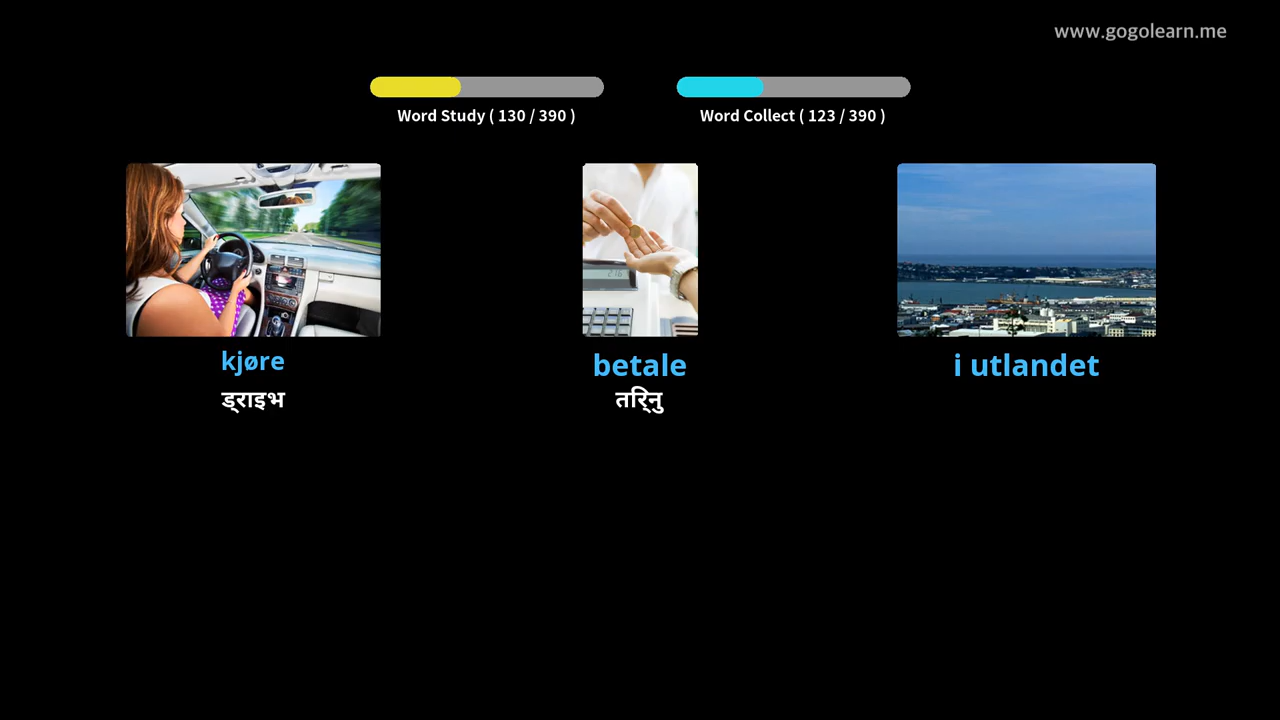 www.gogolearn.me
Word Study ( 130 / 390 )
Word Collect ( 123 / 390 )
kjøre
ड्राइभ
betale
तिर्नु
i utlandet